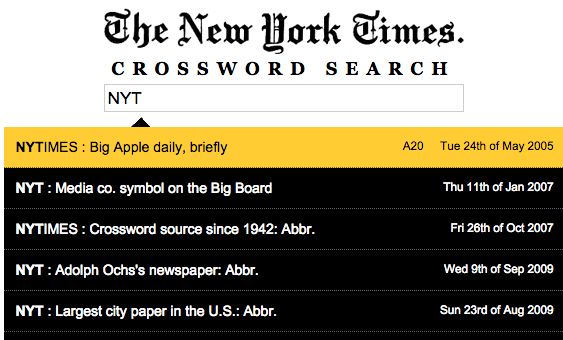 The New York Times.
CROSSWORD SEARCH
NYT
NYTIMES : Big Apple daily, briefly A20 Tue 24th of May 2005
NYT : Media co. symbol on the Big Board Thu 11th of Jan 2007
NYTIMES : Crossword source since 1942: Abbr. Fri 26th of Oct 2007
NYT : Adolph Ochs's newspaper: Abbr. Wed 9th of Sep 2009
NYT : Largest city paper in the U.S.: Abbr. Sun 23rd of Aug 2009